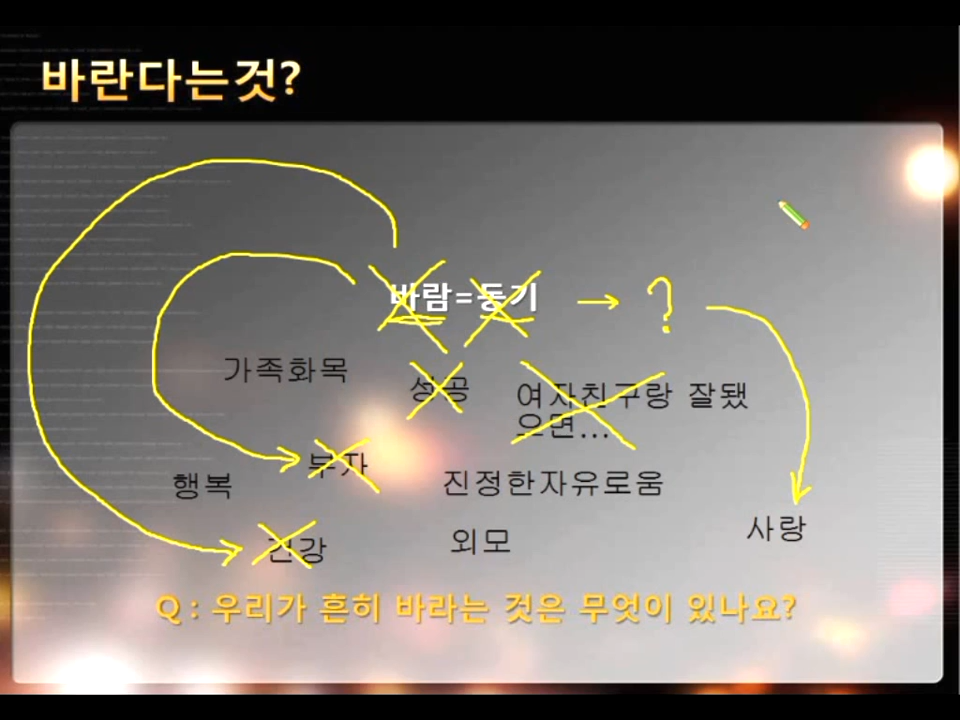 바란다는것?
바람=동기 → ?
가족화목
성공
여자친구랑 잘됐
으면...
부자
행복
진정한자유로움
건강
외모
사랑
Q : 우리가 흔히 바라는 것은 무엇이 있나요?